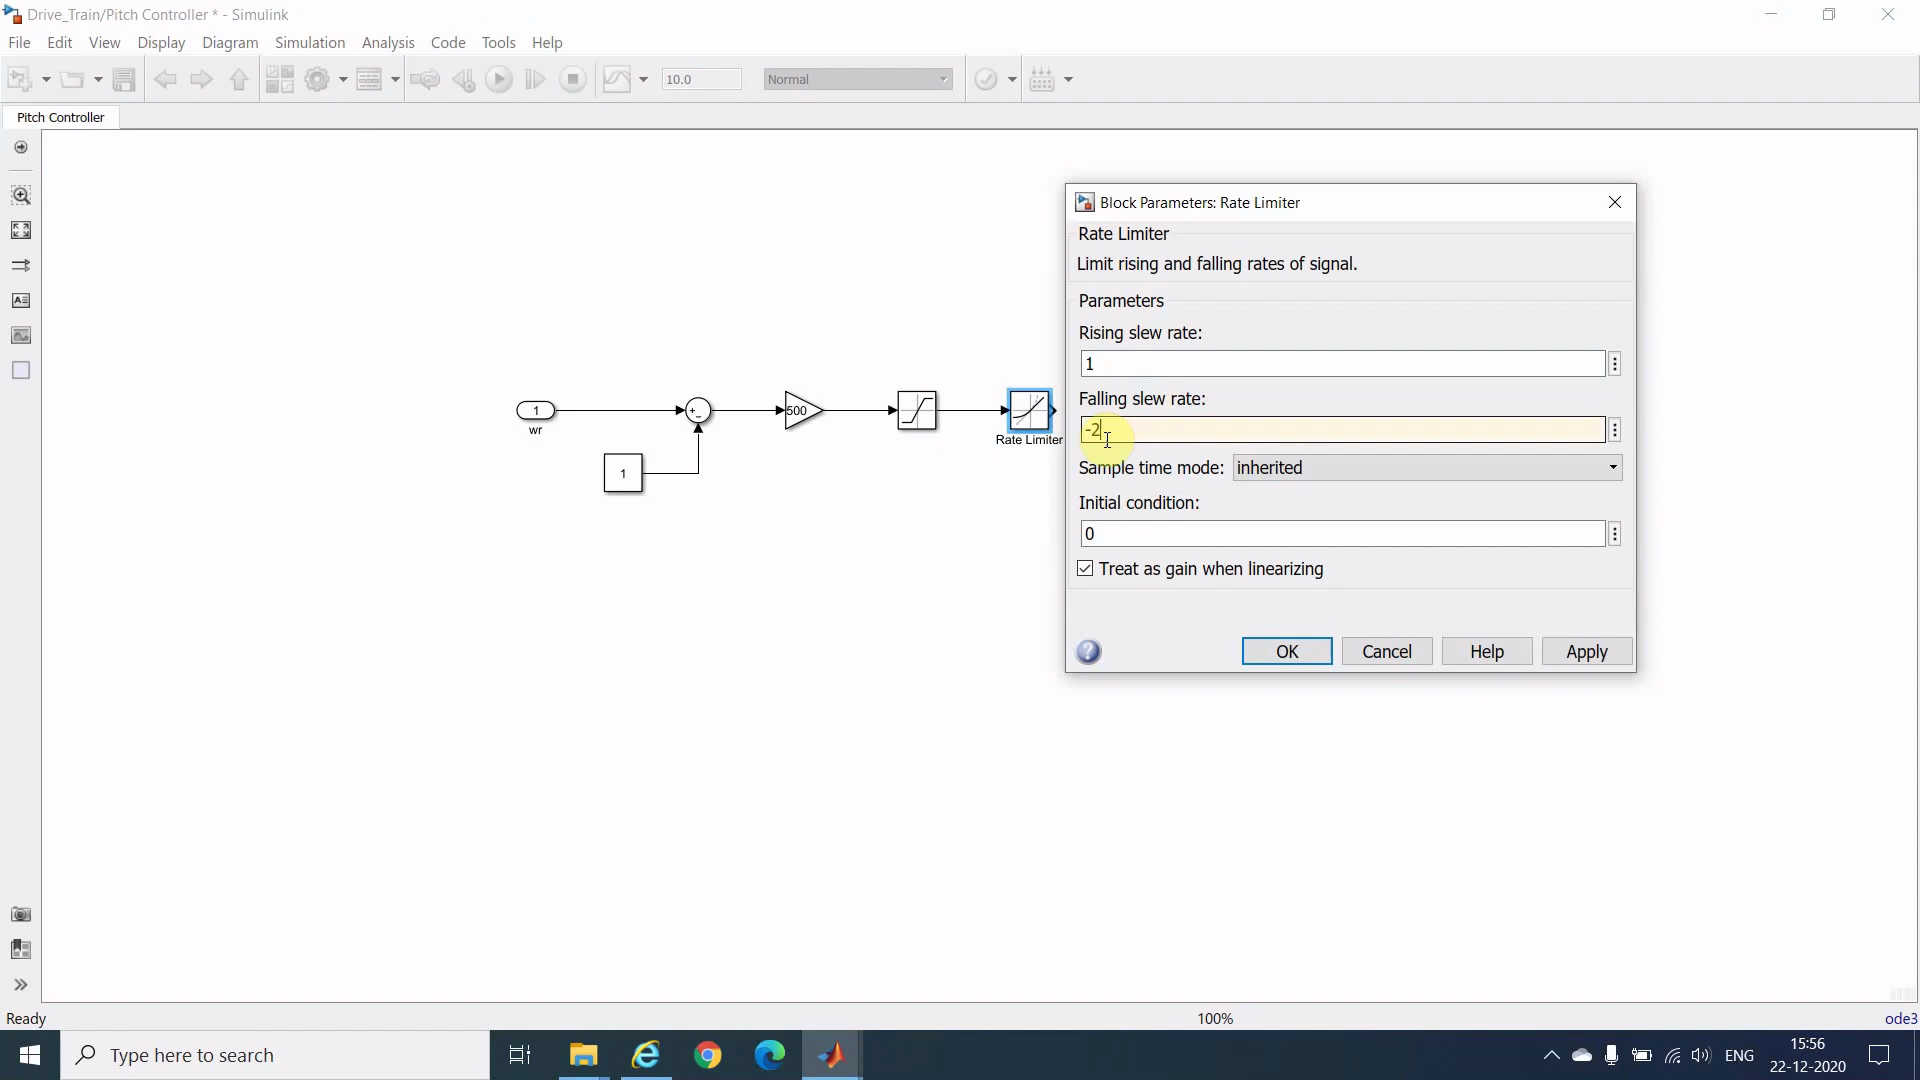 Drive_Train/Pitch Controller * - Simulink
File Edit View Display Diagram Simulation Analysis Code Tools Help
10.0 Normal
Pitch Controller
Block Parameters: Rate Limiter
Rate Limiter
Limit rising and falling rates of signal.
Parameters
Rising slew rate:
1
Falling slew rate:
-2
Sample time mode: inherited
Initial condition:
0
Treat as gain when linearizing
OK Cancel Help Apply
1
wr
+
-
500
Rate Limiter
1
Ready 100% ode3
Type here to search
ENG
15:56
22-12-2020